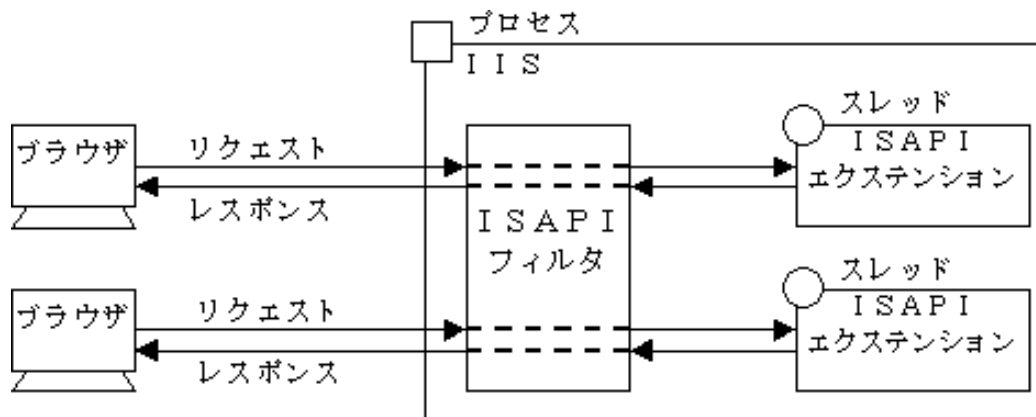 プロセス
ＩＩＳ
スレッド
ブラウザ
リクエスト
ＩＳＡＰＩ
エクステンション
レスポンス
ＩＳＡＰＩ
フィルタ
スレッド
ブラウザ
リクエスト
ＩＳＡＰＩ
エクステンション
レスポンス